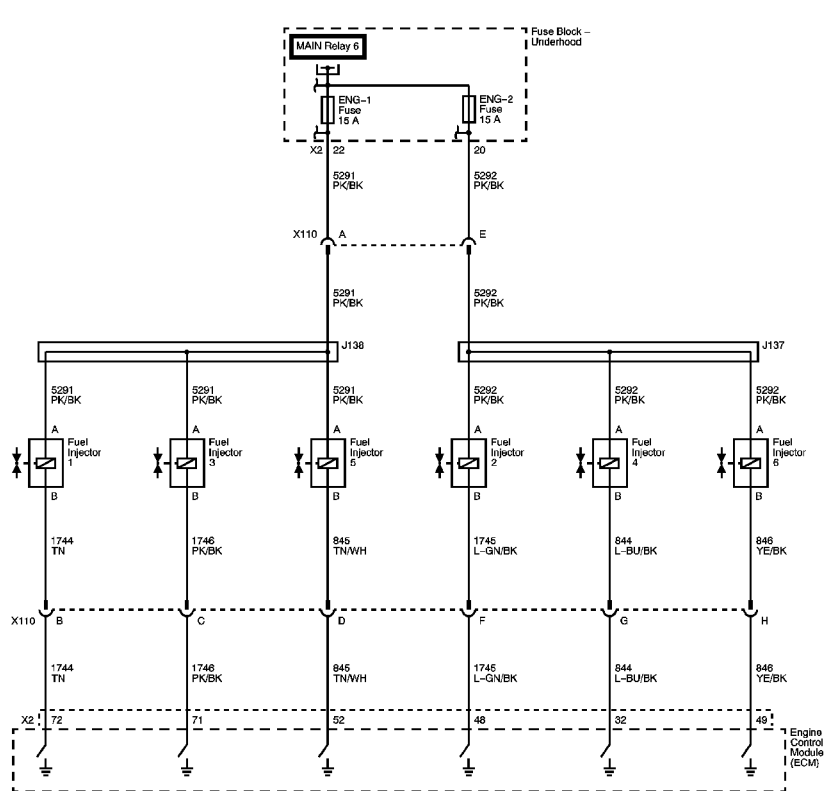 Fuse Block –
Underhood
MAIN Relay 6
ENG–1
Fuse
15 A
ENG–2
Fuse
15 A
X2 22
20
5291
PK/BK
5292
PK/BK
X110 A
E
5291
PK/BK
5292
PK/BK
J138
J137
5291
PK/BK
5291
PK/BK
5291
PK/BK
5292
PK/BK
5292
PK/BK
5292
PK/BK
A
A
A
A
A
A
Fuel
Injector
1
Fuel
Injector
3
Fuel
Injector
5
Fuel
Injector
2
Fuel
Injector
4
Fuel
Injector
6
B
B
B
B
B
B
1744
TN
1746
PK/BK
845
TN/WH
1745
L–GN/BK
844
L–BU/BK
846
YE/BK
X110 B
C
D
F
G
H
1744
TN
1746
PK/BK
845
TN/WH
1745
L–GN/BK
844
L–BU/BK
846
YE/BK
X2 72
71
52
48
32
49
Engine
Control
Module
(ECM)